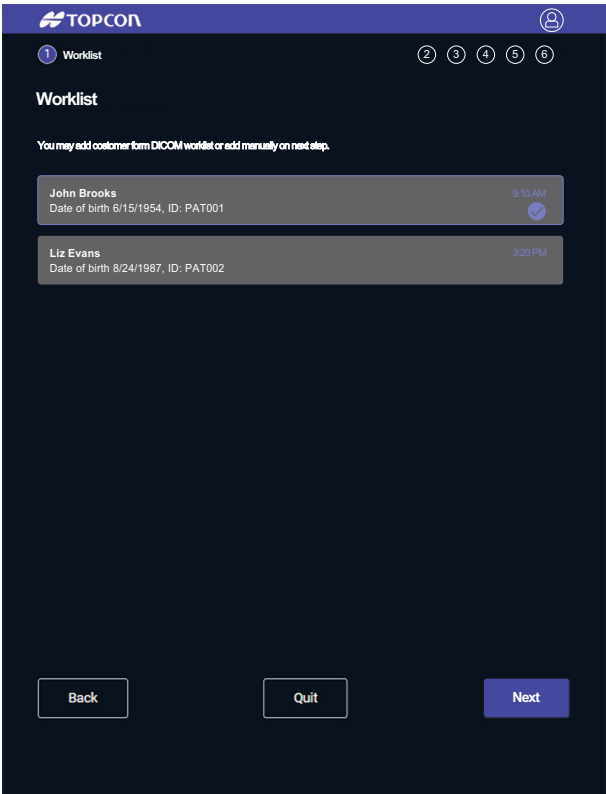 TOPCON
1 Worklist 2 3 4 5 6
Worklist
You may add costomer form DICOM worklist or add manually on next step.
John Brooks 9:10 AM
Date of birth 6/15/1954, ID: PAT001
Liz Evans 3:20 PM
Date of birth 8/24/1987, ID: PAT002
Back Quit Next